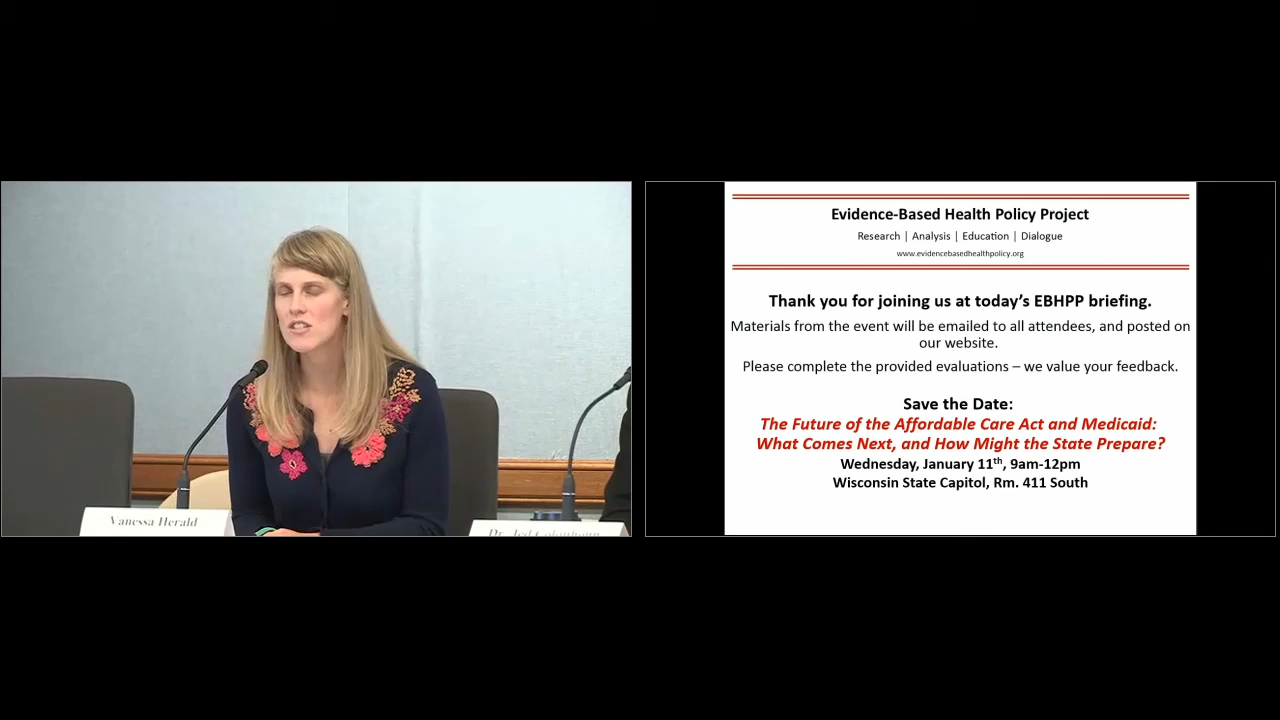 Vanessa Herald
Dr. Jed Colquhoun
Evidence-Based Health Policy Project
Research | Analysis | Education | Dialogue
www.evidencebasedhealthpolicy.org
Thank you for joining us at today’s EBHPP briefing.
Materials from the event will be emailed to all attendees, and posted on
our website.
Please complete the provided evaluations – we value your feedback.
Save the Date:
The Future of the Affordable Care Act and Medicaid:
What Comes Next, and How Might the State Prepare?
Wednesday, January 11th, 9am-12pm
Wisconsin State Capitol, Rm. 411 South